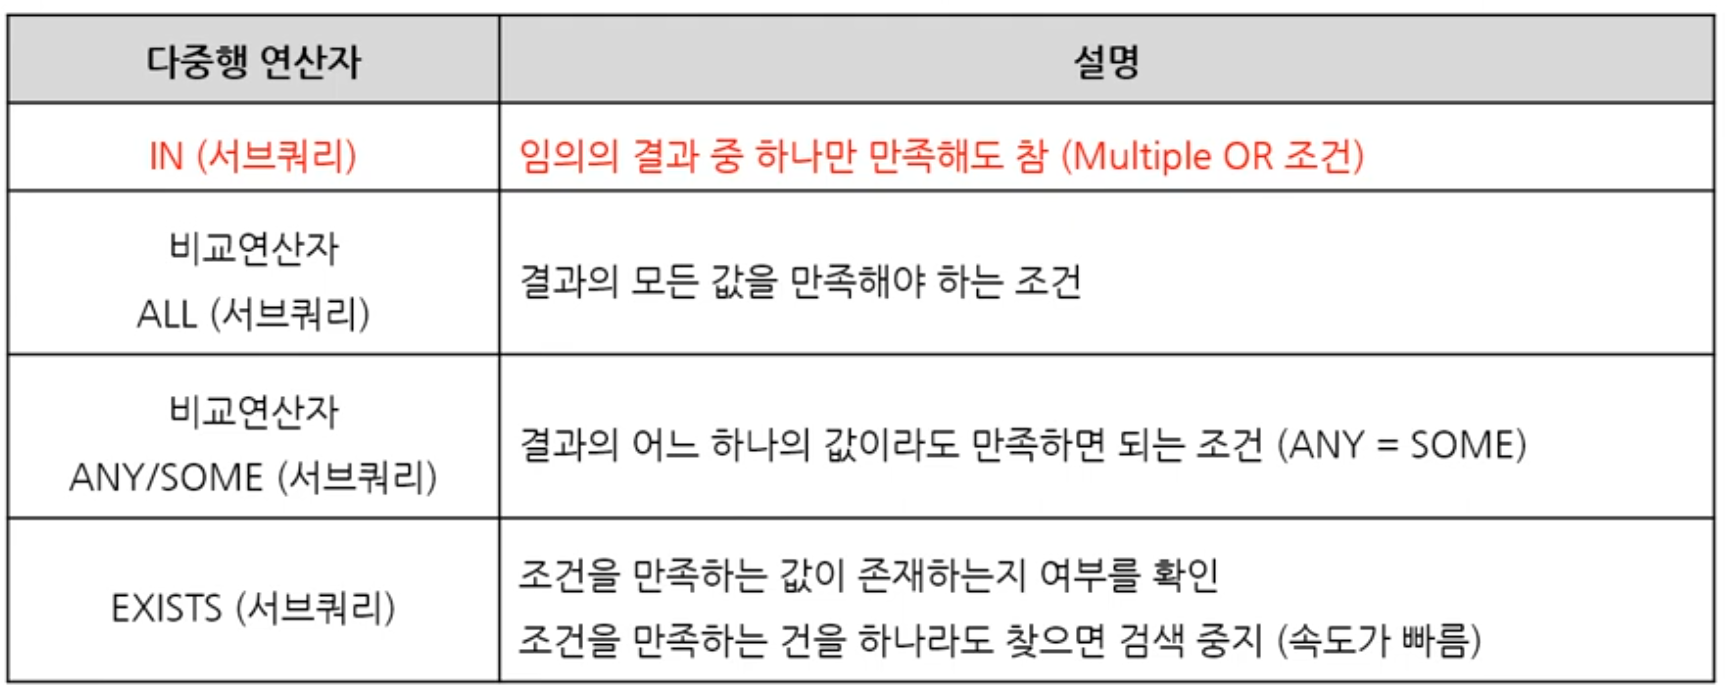 다중행 연산자
설명
IN (서브쿼리)
임의의 결과 중 하나만 만족해도 참 (Multiple OR 조건)
비교연산자
ALL (서브쿼리)
결과의 모든 값을 만족해야 하는 조건
비교연산자
ANY/SOME (서브쿼리)
결과의 어느 하나의 값이라도 만족하면 되는 조건 (ANY = SOME)
EXISTS (서브쿼리)
조건을 만족하는 값이 존재하는지 여부를 확인
조건을 만족하는 건을 하나라도 찾으면 검색 중지 (속도가 빠름)